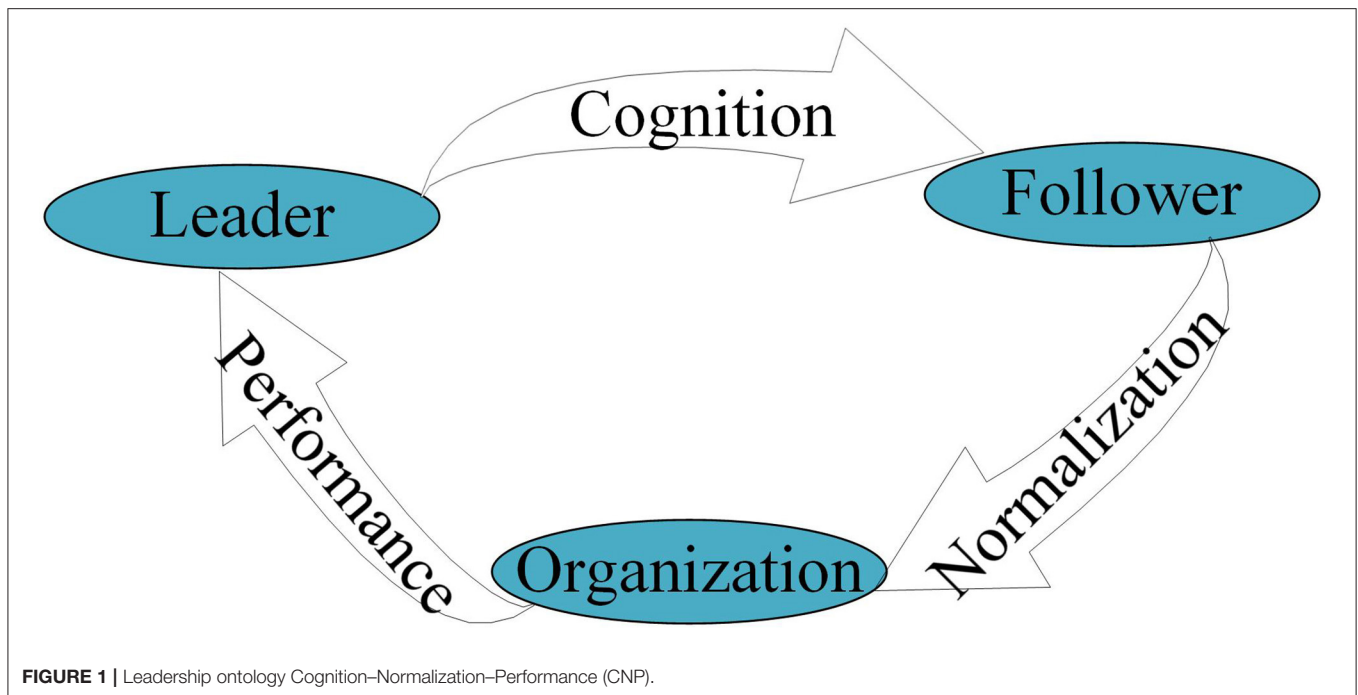 Cognition
Leader
Follower
Performance
Normalization
Organization
FIGURE 1 | Leadership ontology Cognition–Normalization–Performance (CNP).